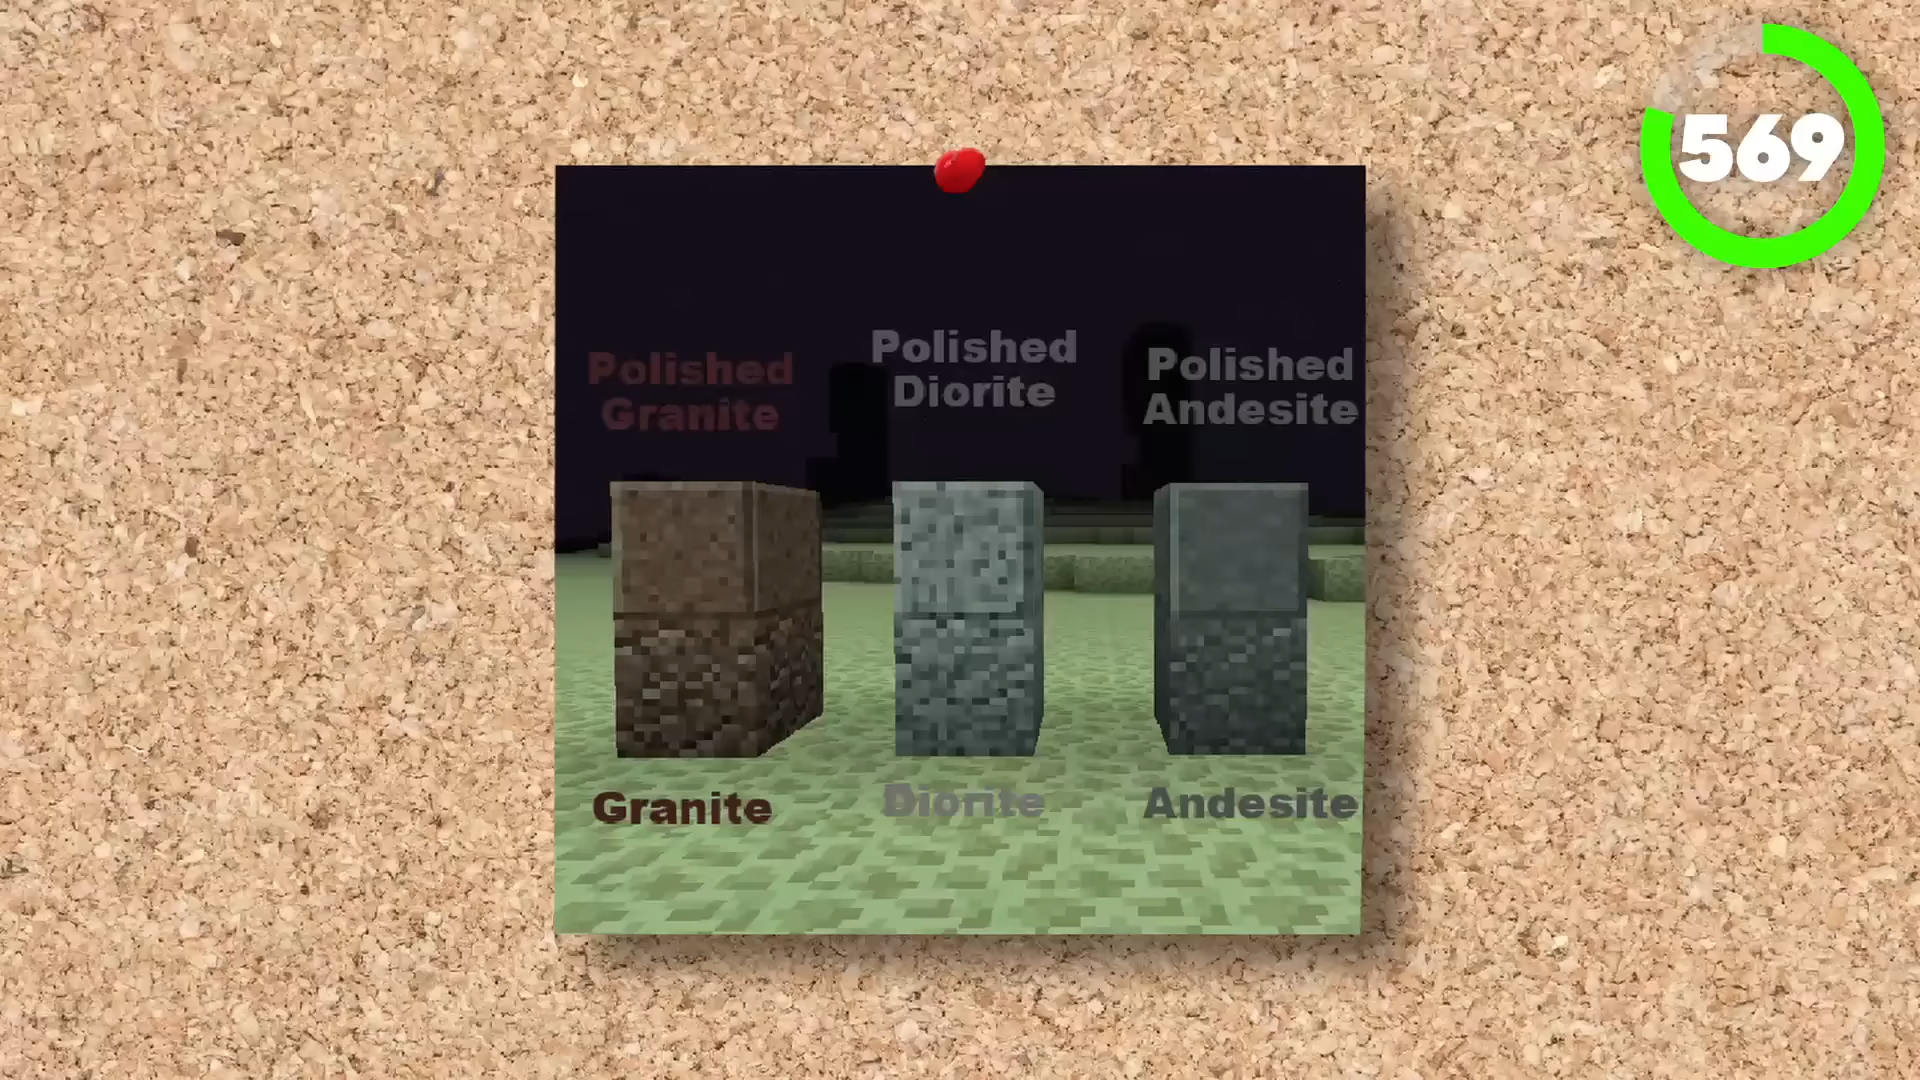 569
Polished
Granite
Polished
Diorite
Polished
Andesite
Granite
Diorite
Andesite